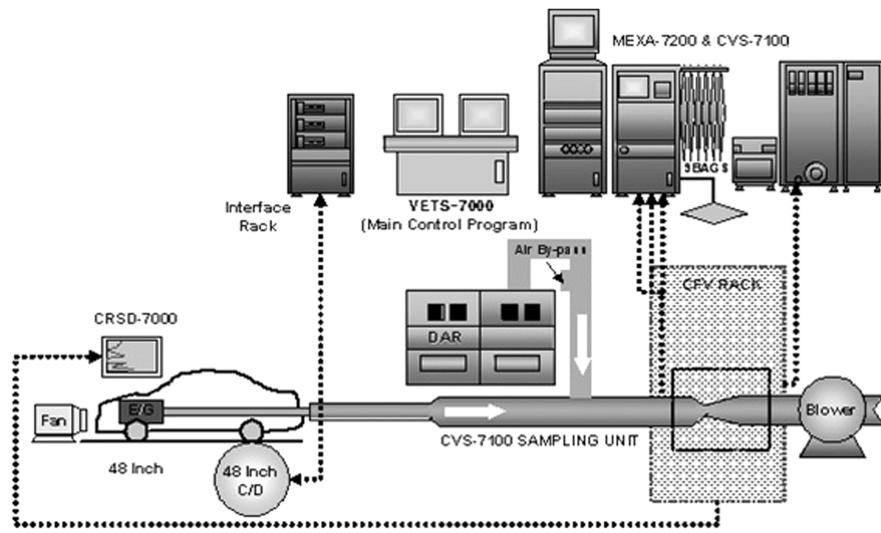 MEXA-7200 & CVS-7100
$BAG$
Interface
Rack
VETS-7000
(Main Control Program)
Air By-pass
CFV RACK
CRSD-7000
DAR
E/G
Fan
Blower
CVS-7100 SAMPLING UNIT
48 Inch
48 Inch
C/D